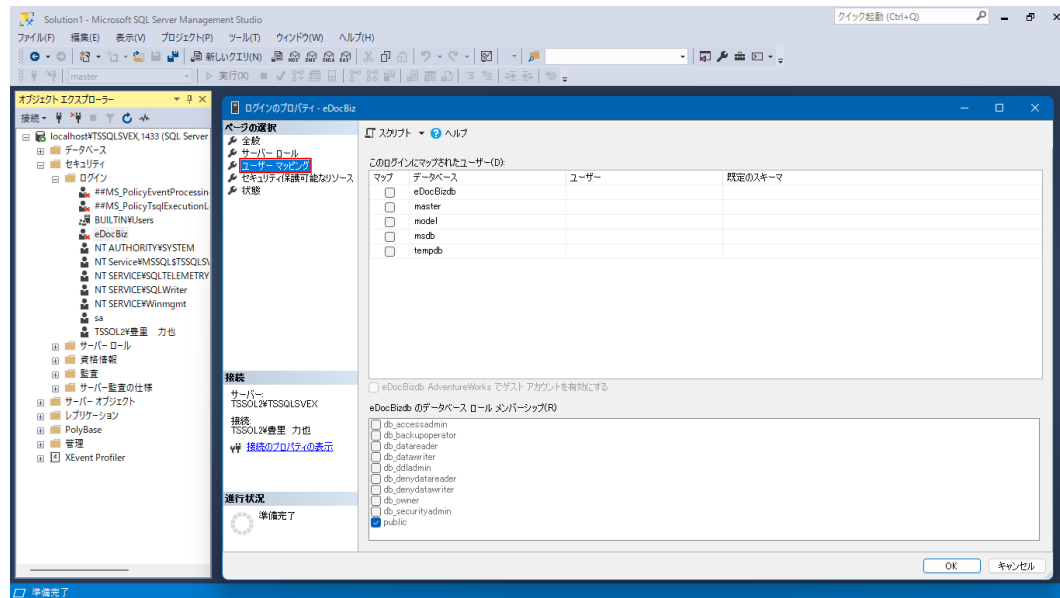 Solution1 - Microsoft SQL Server Management Studio
クイック起動 (Ctrl+Q)
ファイル(F) 編集(E) 表示(V) プロジェクト(P) ツール(T) ウィンドウ(W) ヘルプ(H)
新しいクエリ(N)
master
実行(X)
オブジェクト エクスプローラー
接続
localhost¥TSSQLSVEX,1433 (SQL Server
データベース
セキュリティ
ログイン
##MS_PolicyEventProcessin
##MS_PolicyTsqlExecutionL
BUILTIN¥Users
eDocBiz
NT AUTHORITY¥SYSTEM
NT Service¥MSSQL$TSSQLSV
NT SERVICE¥SQLTELEMETRY
NT SERVICE¥SQLWriter
NT SERVICE¥Winmgmt
sa
TSSOL2¥豊里 力也
サーバー ロール
資格情報
監査
サーバー監査の仕様
サーバー オブジェクト
レプリケーション
PolyBase
管理
XEvent Profiler
ログインのプロパティ - eDocBiz
ページの選択
全般
サーバー ロール
ユーザー マッピング
セキュリティ保護可能なリソース
状態
接続
サーバー:
TSSOL2¥TSSQLSVEX
接続:
TSSOL2¥豊里 力也
接続のプロパティの表示
進行状況
準備完了
スクリプト ヘルプ
このログインにマップされたユーザー(D):
マップ データベース ユーザー 既定のスキーマ
eDocBizdb
master
model
msdb
tempdb
eDocBizdb AdventureWorks でゲスト アカウントを有効にする
eDocBizdb のデータベース ロール メンバーシップ(R)
db_accessadmin
db_backupoperator
db_datareader
db_datawriter
db_ddladmin
db_denydatareader
db_denydatawriter
db_owner
db_securityadmin
public
OK キャンセル
準備完了